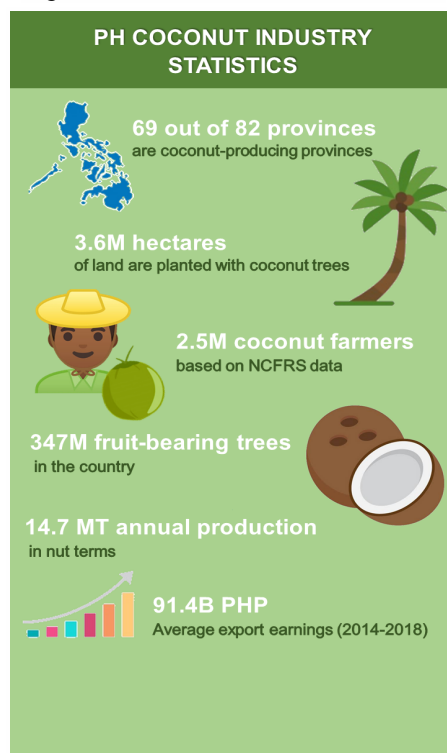 PH COCONUT INDUSTRY
STATISTICS
69 out of 82 provinces
are coconut-producing provinces
3.6M hectares
of land are planted with coconut trees
2.5M coconut farmers
based on NCFRS data
347M fruit-bearing trees
in the country
14.7 MT annual production
in nut terms
91.4B PHP
Average export earnings (2014-2018)